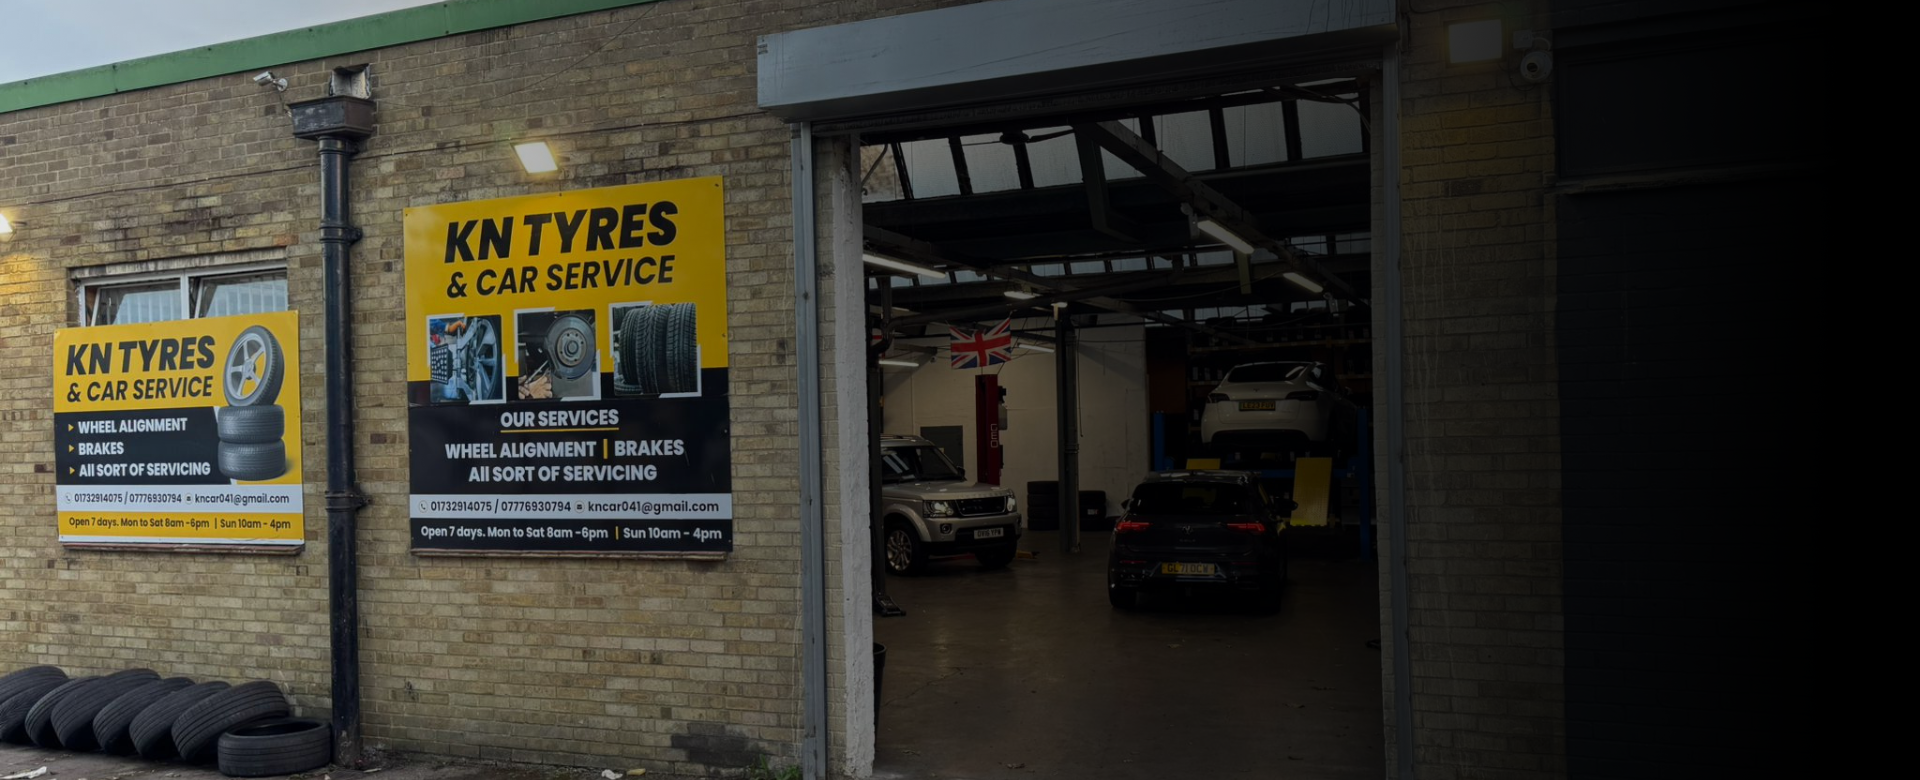 KN TYRES
& CAR SERVICE
WHEEL ALIGNMENT
BRAKES
All SORT OF SERVICING
01732914075 / 07776930794 kncar041@gmail.com
Open 7 days. Mon to Sat 8am -6pm | Sun 10am - 4pm
KN TYRES
& CAR SERVICE
OUR SERVICES
WHEEL ALIGNMENT | BRAKES
All SORT OF SERVICING
01732914075 / 07776930794 kncar041@gmail.com
Open 7 days. Mon to Sat 8am -6pm | Sun 10am - 4pm